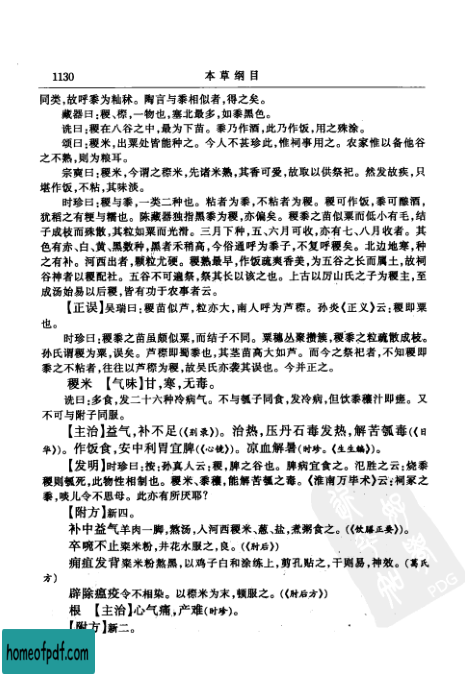 1130 本草纲目
同类,故呼黍为籼秫。陶言与黍相似者,得之矣。
藏器曰:稷、穄,一物也,塞北最多,如黍黑色。
诜曰:稷在八谷之中,最为下苗。黍乃作酒,此乃作饭,用之殊涂。
颂曰:稷米,出粟处皆能种之。今人不甚珍此,惟祠事用之。农家惟以备他谷
之不熟,则为粮耳。
宗奭曰:稷米,今谓之穄米,先诸米熟,其香可爱,故取以供祭祀。然发故疾,只
堪作饭,不粘,其味淡。
时珍曰:稷与黍,一类二种也。粘者为黍,不粘者为稷。稷可作饭,黍可酿酒,
犹稻之有粳与糯也。陈藏器独指黑黍为稷,亦偏矣。稷黍之苗似粟而低小有毛,结
子成枝而殊散,其粒如粟而光滑。三月下种,五、六月可收,亦有七、八月收者。其
色有赤、白、黄、黑数种,黑者禾稍高,今俗通呼为黍子,不复呼稷矣。北边地寒,种
之有补。河西出者,颗粒尤硬。稷熟最早,作饭疏爽香美,为五谷之长而属土,故祠
谷神者以稷配社。五谷不可遍祭,祭其长以该之也。上古以厉山氏之子为稷主,至
成汤始易以后稷,皆有功于农事者云。
【正误】吴瑞曰:稷苗似芦,粒亦大,南人呼为芦穄。孙炎《正义》云:稷即粟
也。
时珍曰:稷黍之苗虽颇似粟,而结子不同。粟穗丛聚攒簇,稷黍之粒疏散成枝。
孙氏谓稷为粟,误矣。芦穄即蜀黍也,其茎苗高大如芦。而今之祭祀者,不知稷即
黍之不粘者,往往以芦穄为稷,故吴氏亦袭其误也。今并正之。
稷米 【气味】甘,寒,无毒。
诜曰:多食,发二十六种冷病气。不与瓠子同食,发冷病,但饮黍穰汁即瘥。又
不可与附子同服。
【主治】益气,补不足(《别录》)。治热,压丹石毒发热,解苦瓠毒(《日
华》)。作饭食,安中利胃宜脾(《心镜》)。凉血解暑(时珍。《生生编》)。
【发明】时珍曰:按:孙真人云:稷,脾之谷也。脾病宜食之。氾胜之云:烧黍
稷则瓠死,此物性相制也。稷米、黍穰,能解苦瓠之毒。《淮南万毕术》云:祠冢之
黍,啖儿令不思母。此亦有所厌耶?
【附方】新四。
补中益气羊肉一脚,熬汤,入河西稷米、葱、盐,煮粥食之。(《饮膳正要》)。
卒啘不止粢米粉,井花水服之,良。(《肘后》)
痈疽发背粢米粉熬黑,以鸡子白和涂练上,剪孔贴之,干则易,神效。(葛氏
方)
辟除瘟疫令不相染。以穄米为末,顿服之。(《肘后方》)
根 【主治】心气痛,产难(时珍)。
【附方】新二。
homeofpdf.com
PDG